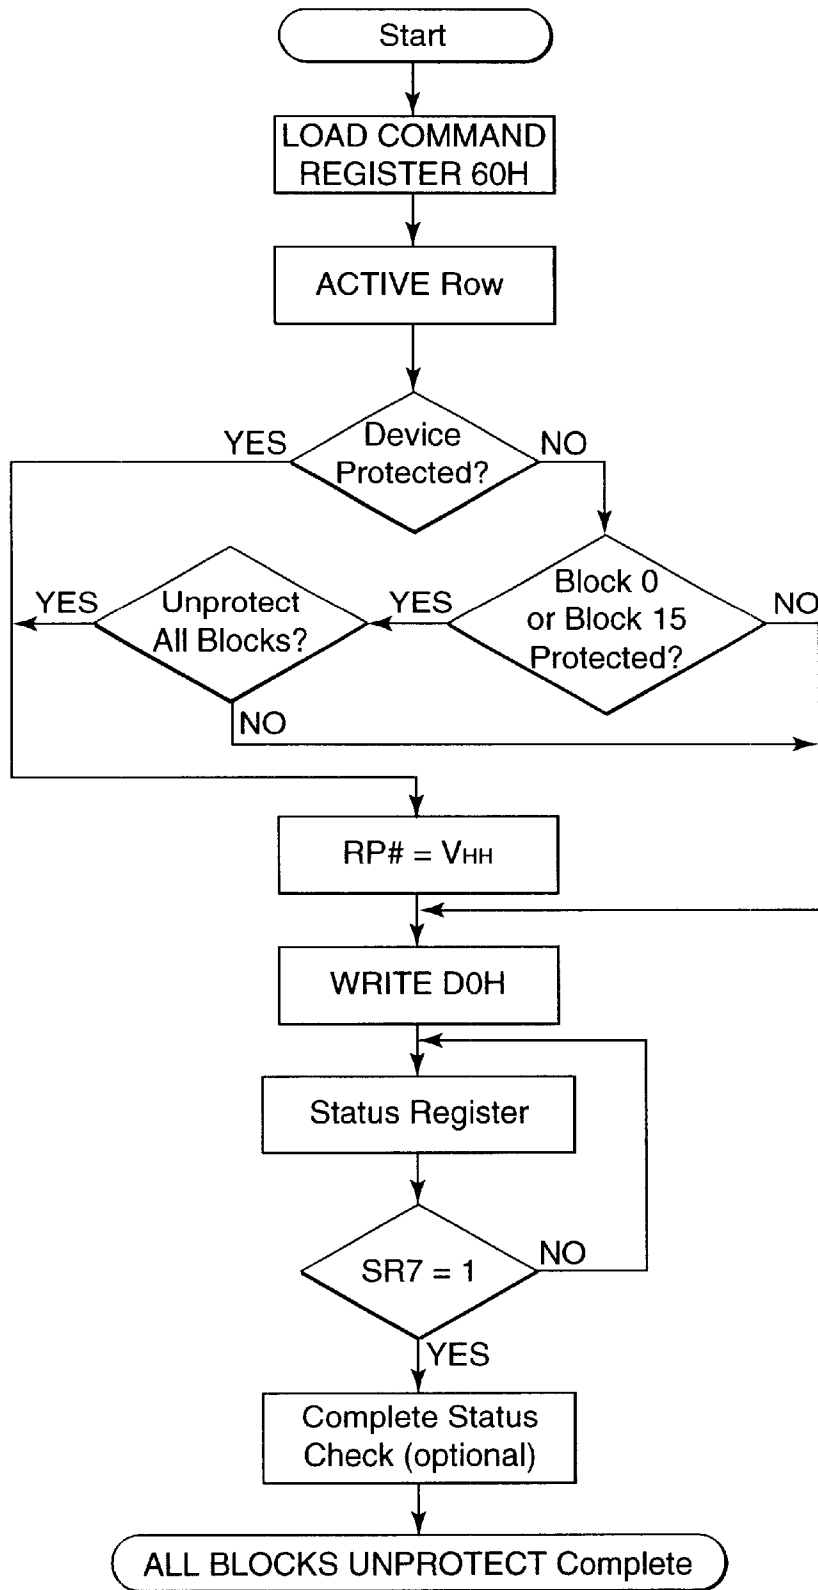 Start
LOAD COMMAND
REGISTER 60H
ACTIVE Row
YES
Device
Protected?
NO
YES
Unprotect
All Blocks?
YES
Block 0
or Block 15
Protected?
NO
NO
RP# = VHH
WRITE D0H
Status Register
SR7 = 1
NO
YES
Complete Status
Check (optional)
ALL BLOCKS UNPROTECT Complete